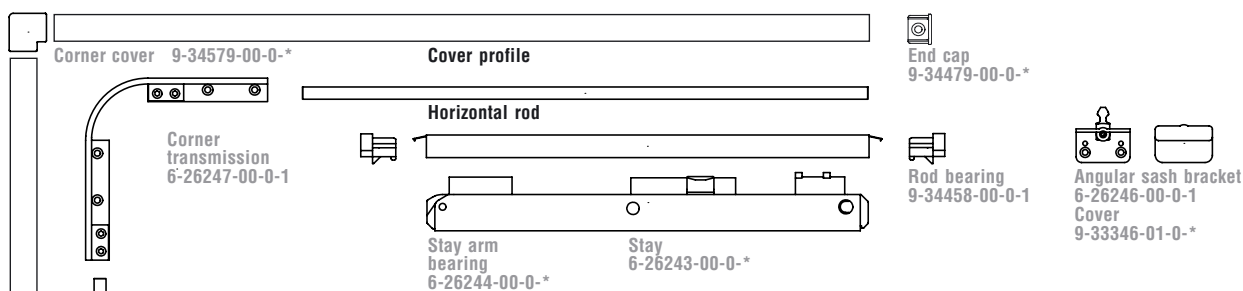 Corner cover 9-34579-00-0-*
Cover profile
End cap
9-34479-00-0-*
Horizontal rod
Corner
transmission
6-26247-00-0-1
Rod bearing
9-34458-00-0-1
Angular sash bracket
6-26246-00-0-1
Cover
9-33346-01-0-*
Stay arm
bearing
6-26244-00-0-*
Stay
6-26243-00-0-*